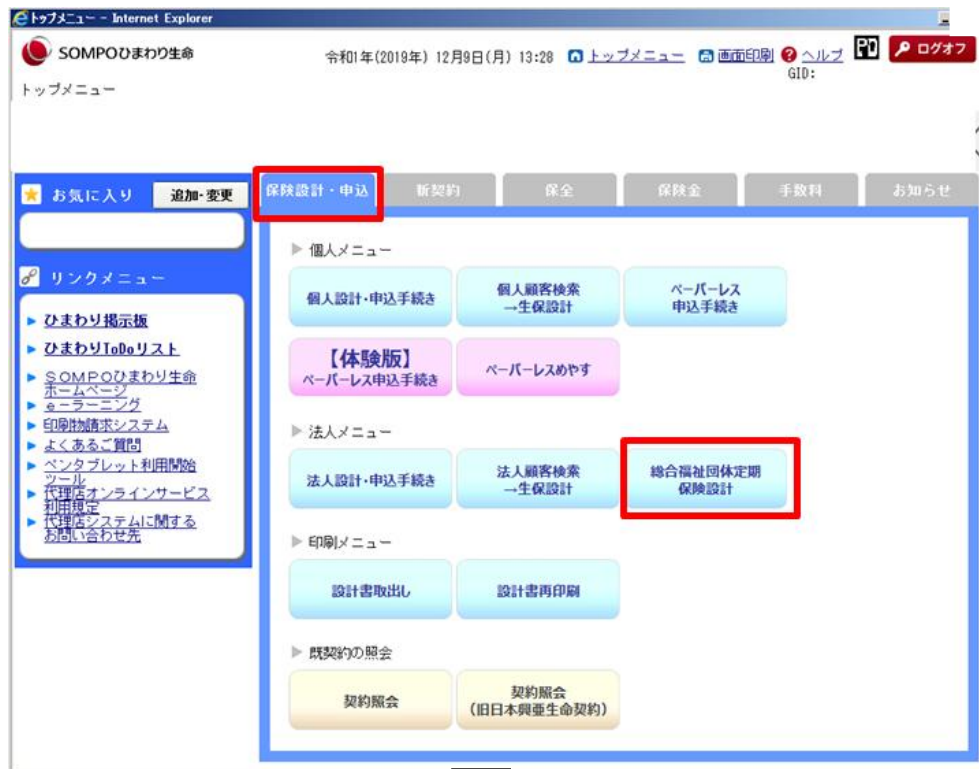 トップメニュー - Internet Explorer
SOMPOひまわり生命
令和1年(2019年) 12月9日(月) 13:28 トップメニュー 画面印刷 ヘルプ PD ログオフ
GID:
トップメニュー
お気に入り 追加・変更
保険設計・申込 新契約 保全 保険金 手数料 お知らせ
リンクメニュー
ひまわり掲示板
ひまわりToDoリスト
SOMPOひまわり生命
ホームページ
e-ラーニング
印刷物請求システム
よくあるご質問
ペンタブレット利用開始
ツール
代理店オンラインサービス
利用規定
代理店システムに関する
お問い合わせ先
個人メニュー
個人設計・申込手続き
個人顧客検索
→生保設計
ペーパーレス
申込手続き
【体験版】
ペーパーレス申込手続き
ペーパーレスめやす
法人メニュー
法人設計・申込手続き
法人顧客検索
→生保設計
総合福祉団体定期
保険設計
印刷メニュー
設計書取出し
設計書再印刷
既契約の照会
契約照会
契約照会
(旧日本興亜生命契約)